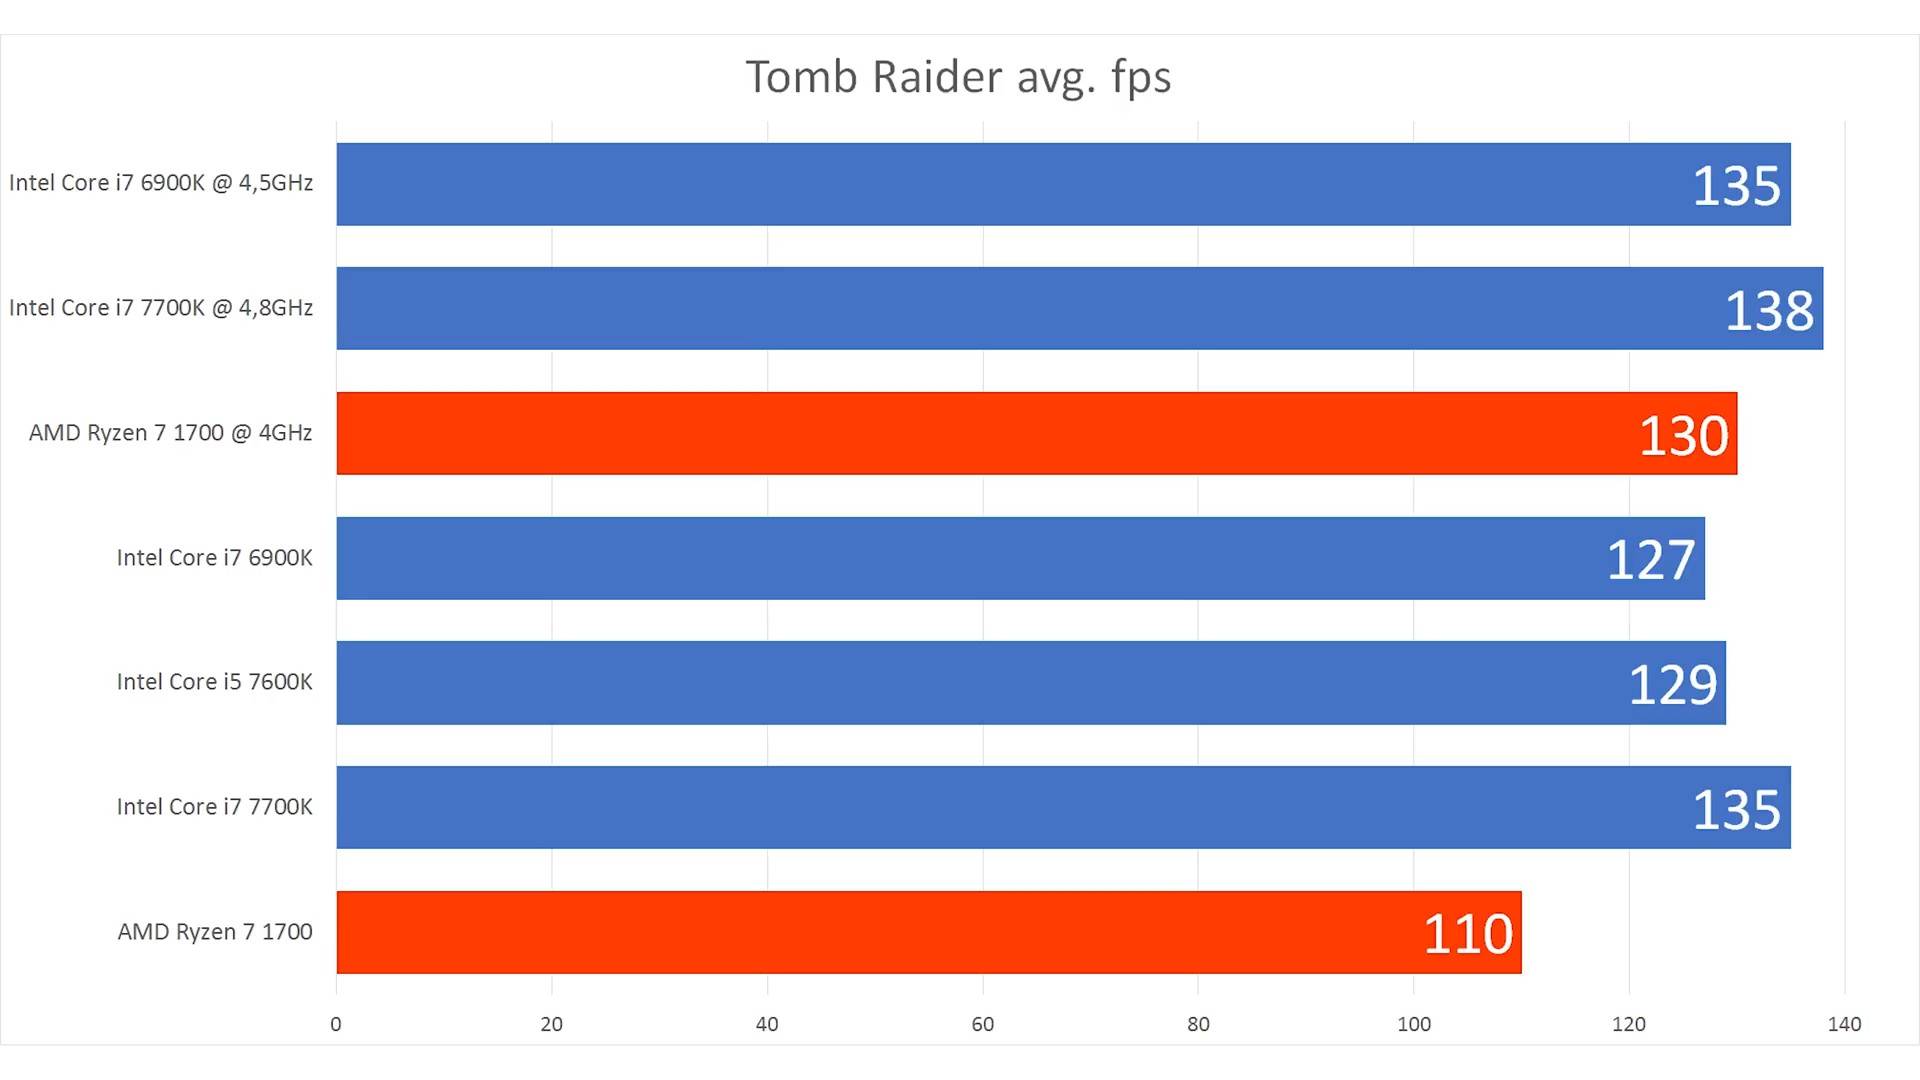 Tomb Raider avg. fps
Intel Core i7 6900K @ 4,5GHz 135
Intel Core i7 7700K @ 4,8GHz 138
AMD Ryzen 7 1700 @ 4GHz 130
Intel Core i7 6900K 127
Intel Core i5 7600K 129
Intel Core i7 7700K 135
AMD Ryzen 7 1700 110
0 20 40 60 80 100 120 140